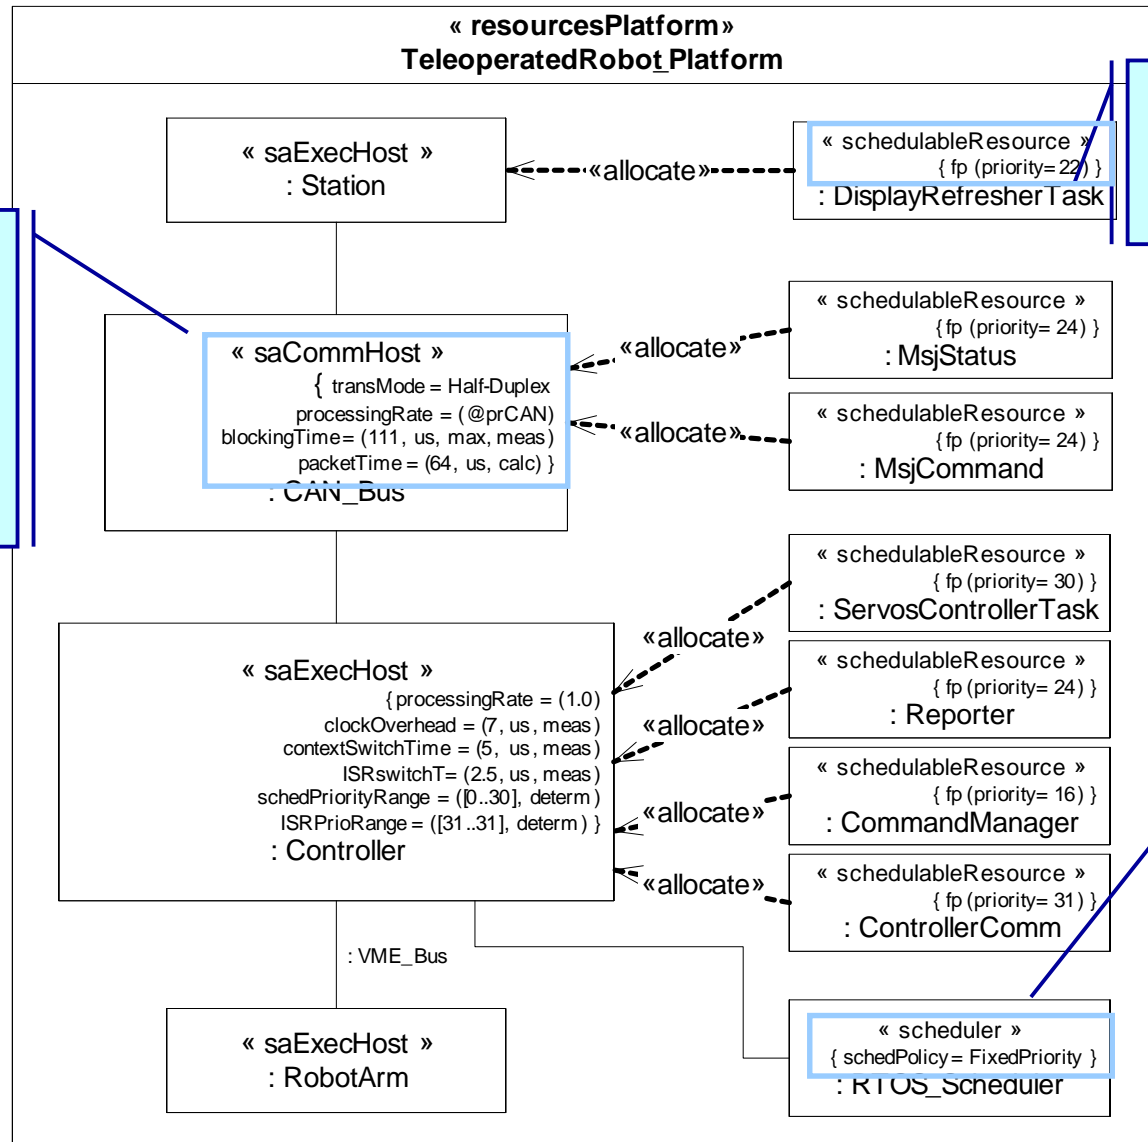 « resourcesPlatform»
TeleoperatedRobot_Platform
« saExecHost »
: Station
«allocate»
« schedulableResource »
{ fp (priority= 22) }
: DisplayRefresherTask
« saCommHost »
{ transMode = Half-Duplex
processingRate = (@prCAN)
blockingTime= (111, us, max, meas)
packetTime = (64, us, calc) }
: CAN_Bus
«allocate»
« schedulableResource »
{ fp (priority= 24) }
: MsjStatus
«allocate»
« schedulableResource »
{ fp (priority= 24) }
: MsjCommand
« saExecHost »
{ processingRate = (1.0)
clockOverhead = (7, us, meas)
contextSwitchTime = (5, us, meas)
ISRswitchT= (2.5, us, meas)
schedPriorityRange = ([0..30], determ)
ISRPrioRange = ([31..31], determ) }
: Controller
«allocate»
« schedulableResource »
{ fp (priority= 30) }
: ServosControllerTask
«allocate»
« schedulableResource »
{ fp (priority= 24) }
: Reporter
«allocate»
« schedulableResource »
{ fp (priority= 16) }
: CommandManager
«allocate»
« schedulableResource »
{ fp (priority= 31) }
: ControllerComm
: VME_Bus
« saExecHost »
: RobotArm
« scheduler »
{ schedPolicy = FixedPriority }
: RTOS_Scheduler